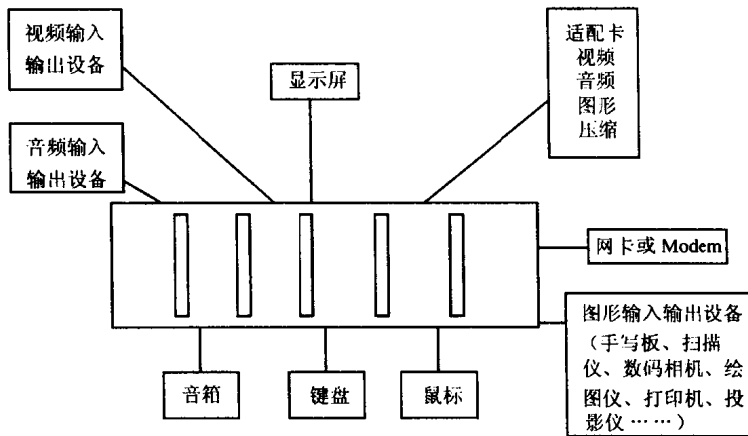 视频输入
输出设备
显示屏
适配卡
视频
音频
图形
压缩
音频输入
输出设备
网卡或 Modem
图形输入输出设备
（手写板、扫描
仪、数码相机、绘
图仪、打印机、投
影仪……）
音箱
键盘
鼠标